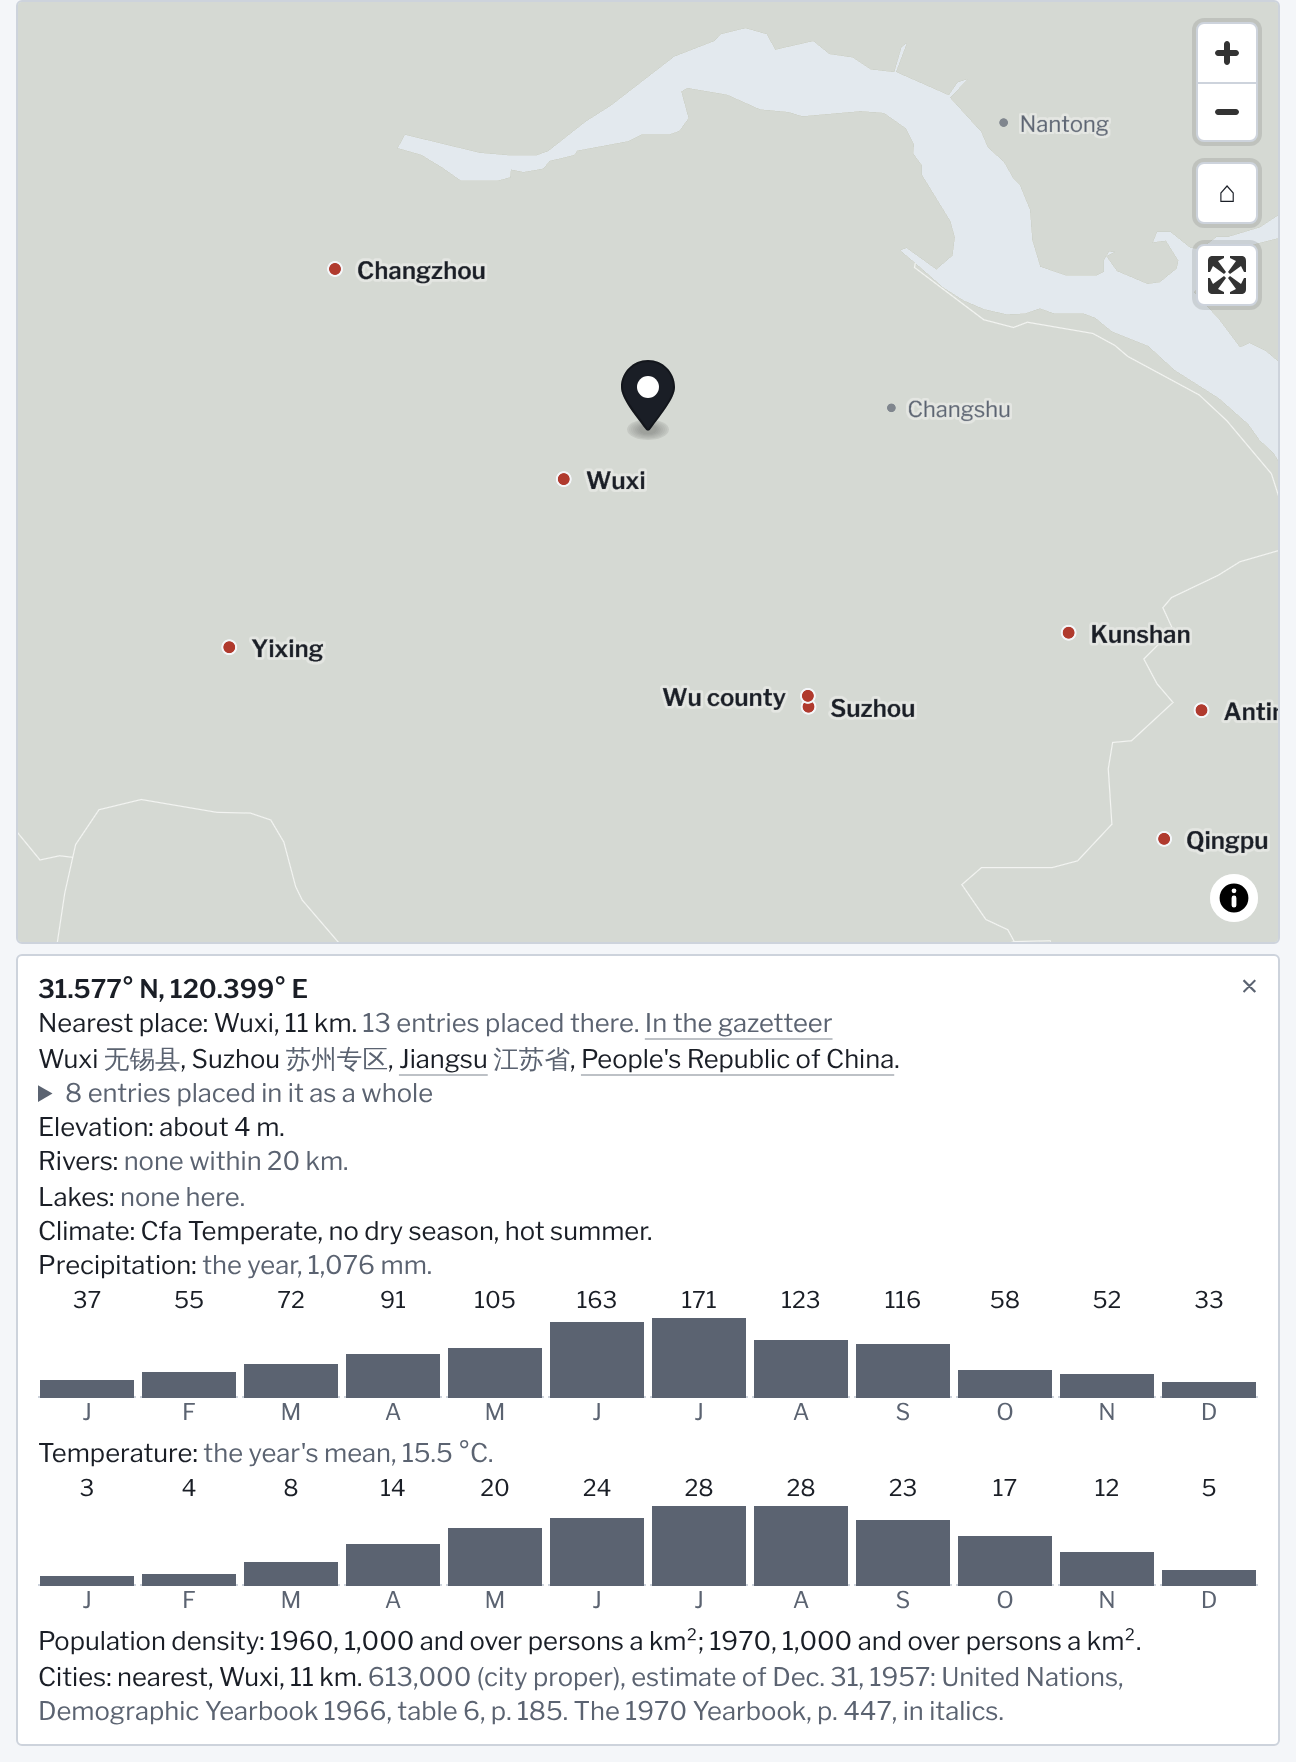 Nantong
Changzhou
Changshu
Wuxi
Kunshan
Yixing
Wu county
Suzhou
Antin
Qingpu
31.577° N, 120.399° E
×
Nearest place: Wuxi, 11 km. 13 entries placed there. In the gazetteer
Wuxi 无锡县, Suzhou 苏州专区, Jiangsu 江苏省, People's Republic of China.
▶ 8 entries placed in it as a whole
Elevation: about 4 m.
Rivers: none within 20 km.
Lakes: none here.
Climate: Cfa Temperate, no dry season, hot summer.
Precipitation: the year, 1,076 mm.
37 55 72 91 105 163 171 123 116 58 52 33
J F M A M J J A S O N D
Temperature: the year's mean, 15.5 °C.
3 4 8 14 20 24 28 28 23 17 12 5
J F M A M J J A S O N D
Population density: 1960, 1,000 and over persons a km²; 1970, 1,000 and over persons a km².
Cities: nearest, Wuxi, 11 km. 613,000 (city proper), estimate of Dec. 31, 1957: United Nations,
Demographic Yearbook 1966, table 6, p. 185. The 1970 Yearbook, p. 447, in italics.